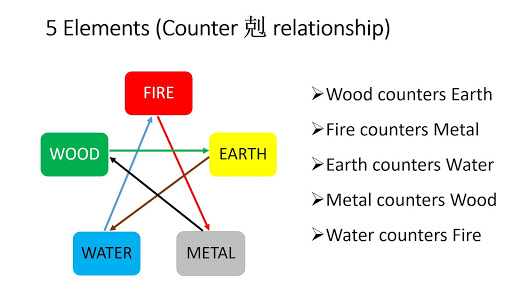 5 Elements (Counter 剋 relationship)
FIRE
WOOD
EARTH
WATER
METAL
➢Wood counters Earth
➢Fire counters Metal
➢Earth counters Water
➢Metal counters Wood
➢Water counters Fire